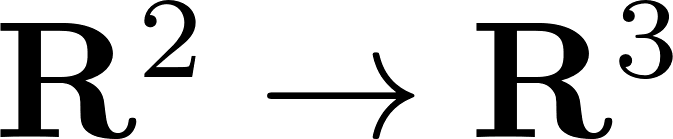 𝐑² → 𝐑³